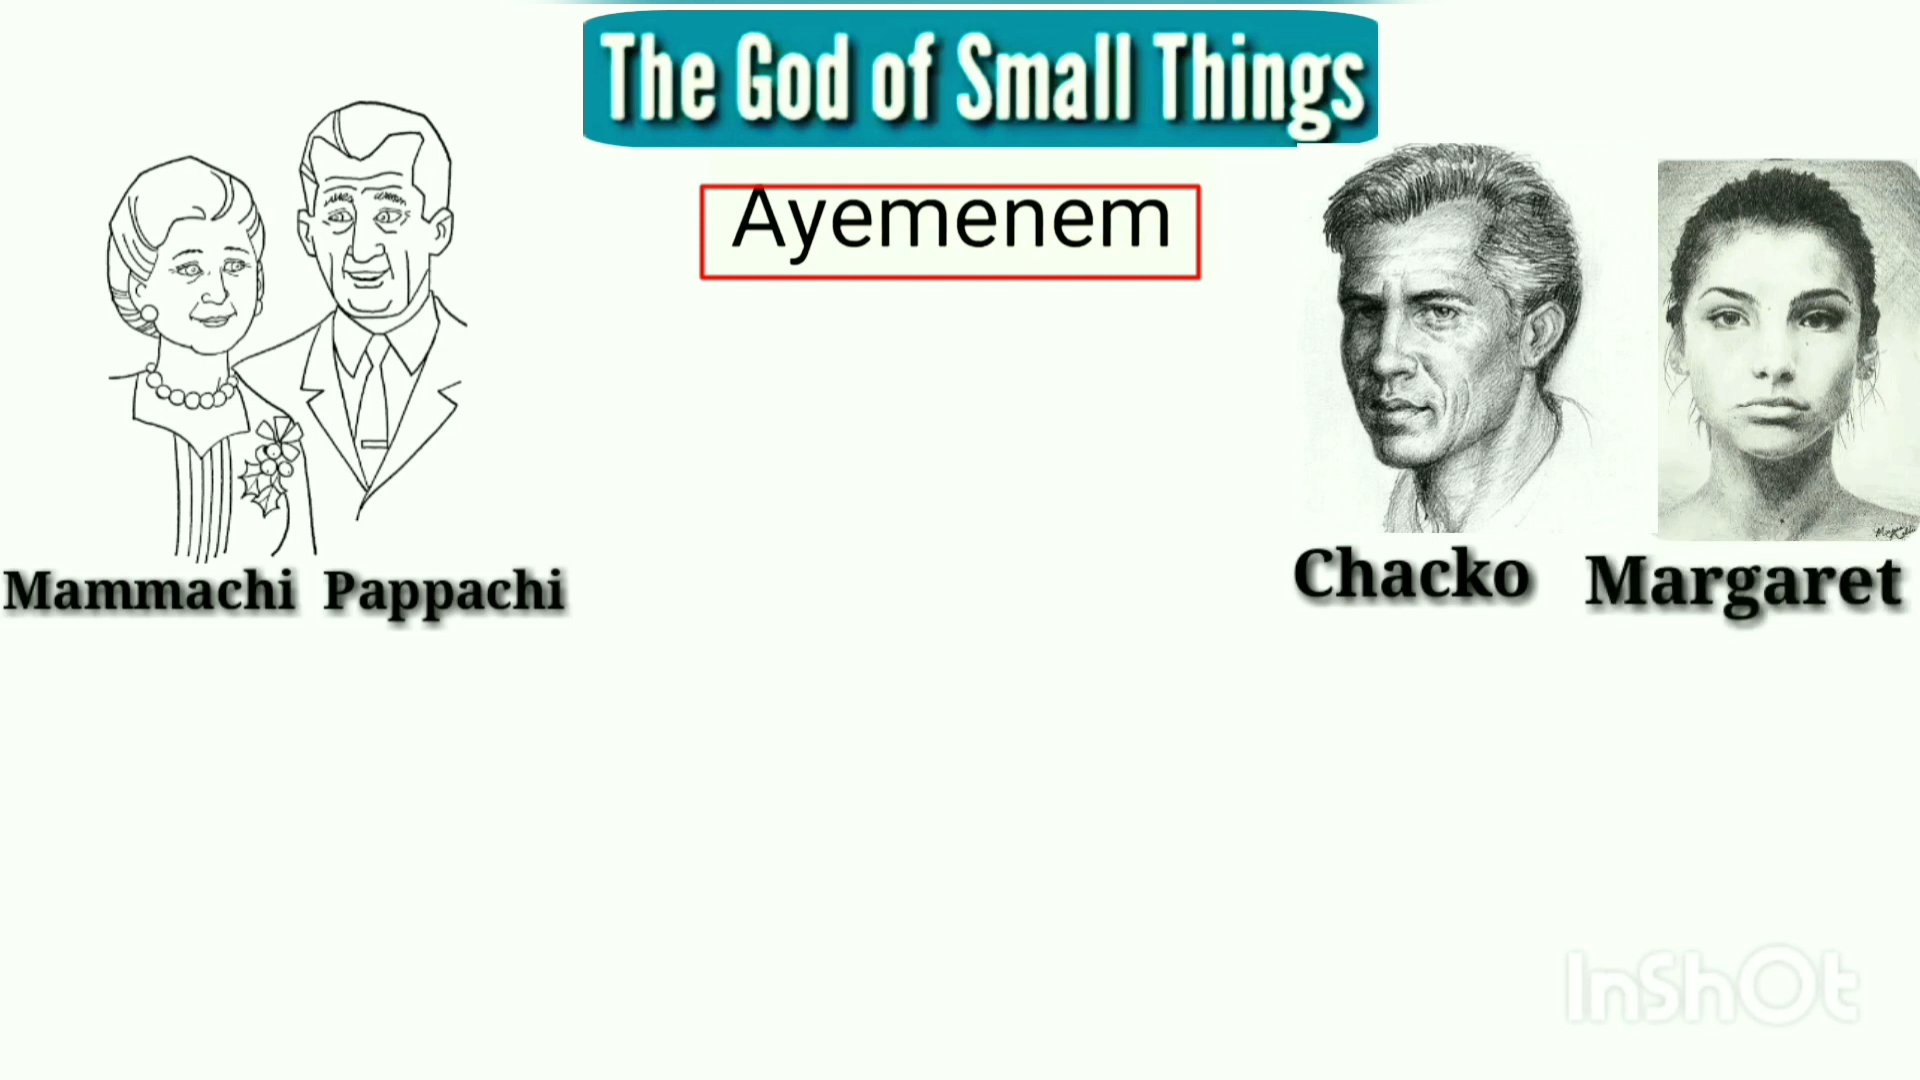 The God of Small Things
Ayemenem
Mammachi Pappachi
Chacko Margaret
InShOt